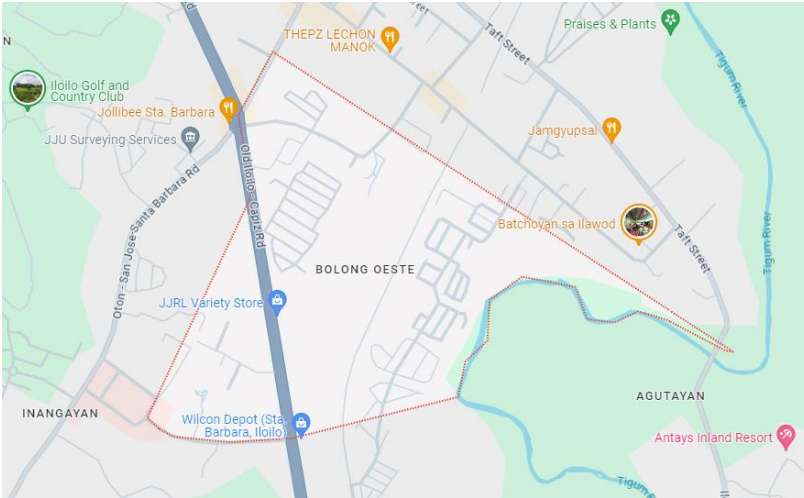 Praises & Plants
Taft Street
THEPZ LECHON
MANOK
N
Tigum River
Iloilo Golf and
Country Club
Jollibee Sta. Barbara
JJU Surveying Services
Jamgyupsal
Old Iloilo - Capiz Rd
Oton - San Jose-Santa Barbara Rd
Batchoyan sa Ilawod
Taft Street
Tigum River
BOLONG OESTE
JJRL Variety Store
AGUTAYAN
INANGAYAN
Wilcon Depot (Sta.
Barbara, Iloilo)
Antays Inland Resort
Tigum